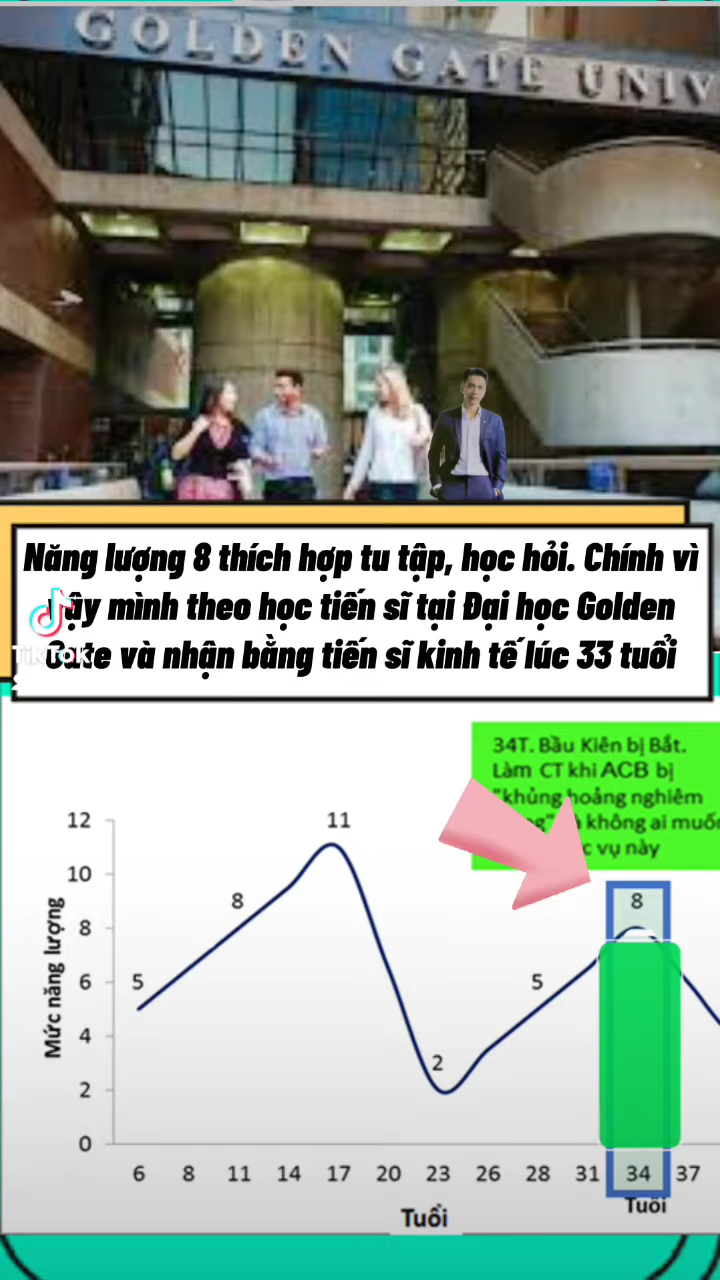 GOLDEN GATE UNIV
Năng lượng 8 thích hợp tu tập, học hỏi. Chính vì
vậy mình theo học tiến sĩ tại Đại học Golden
Gate và nhận bằng tiến sĩ kinh tế lúc 33 tuổi
TikTok
34T. Bầu Kiên bị Bắt.
Làm CT khi ACB bị
"khủng hoảng nghiêm
không ai muốn
vụ này
Mức năng lượng
12
10
8
6
4
2
0
5
8
11
2
5
8
6 8 11 14 17 20 23 26 28 31 34 37
Tuổi
Tuổi